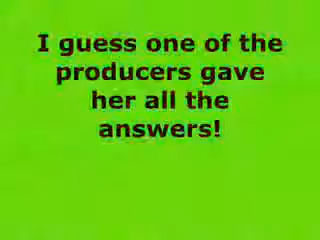 I guess one of the
producers gave
her all the
answers!